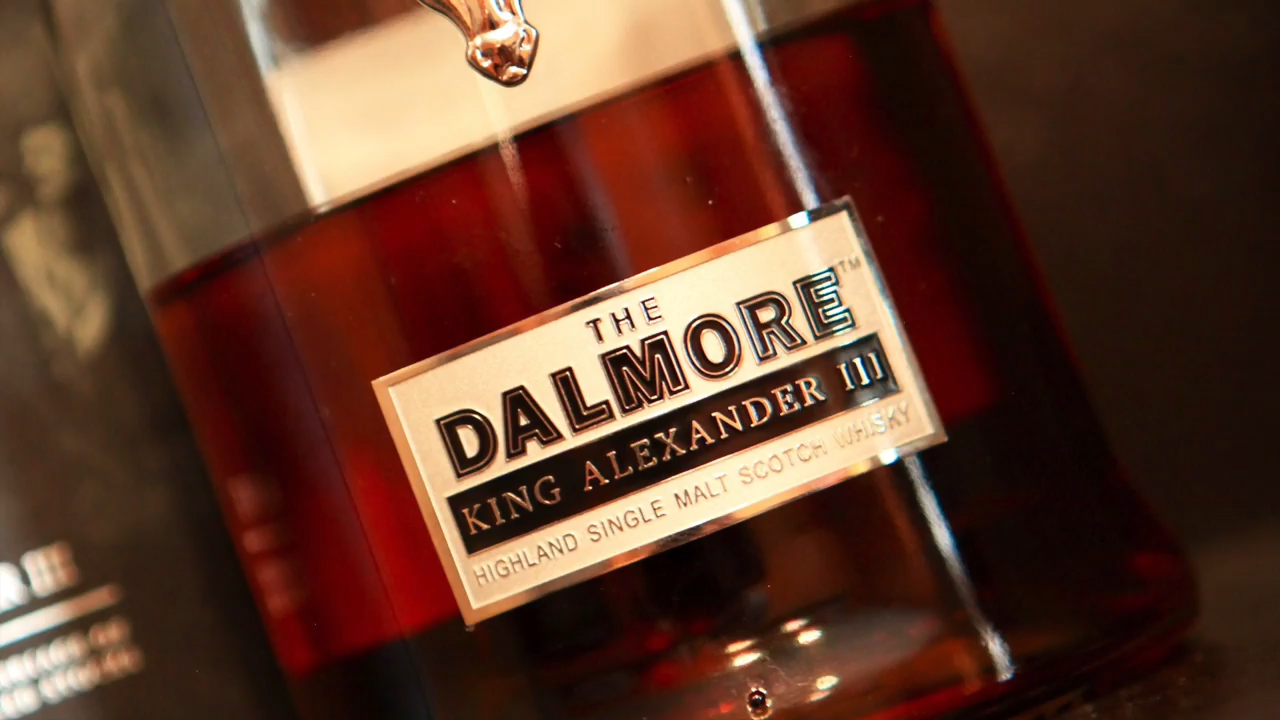 THE
DALMORE™
KING ALEXANDER III
HIGHLAND SINGLE MALT SCOTCH WHISKY